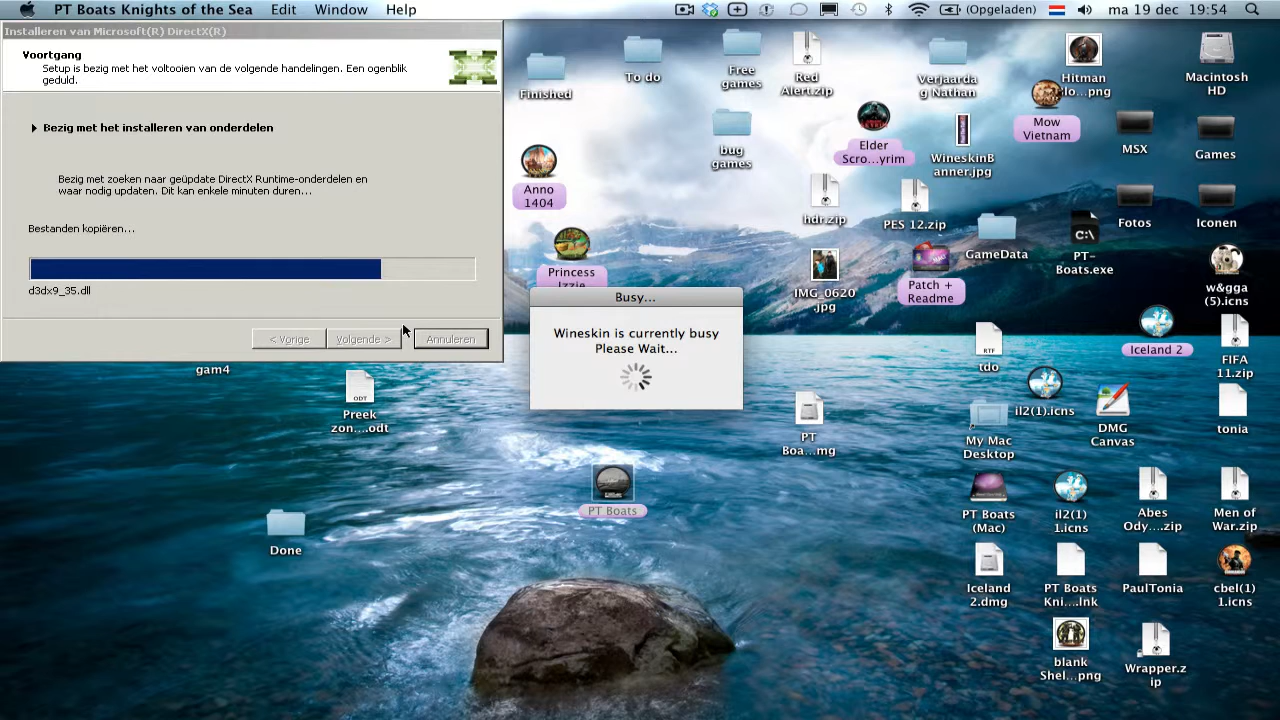 PT Boats Knights of the Sea Edit Window Help (Opgeladen) ma 19 dec 19:54
Installeren van Microsoft(R) DirectX(R)
Voortgang
Setup is bezig met het voltooien van de volgende handelingen. Een ogenblik
geduld.
Bezig met het installeren van onderdelen
Bezig met zoeken naar geüpdate DirectX Runtime-onderdelen en
waar nodig updaten. Dit kan enkele minuten duren...
Bestanden kopiëren...
d3dx9_35.dll
< Vorige
Volgende >
Annuleren
Busy...
Wineskin is currently busy
Please Wait...
Finished
To do
Free
games
Red
Alert.zip
Verjaarda
g Nathan
Hitman
Blo...png
Macintosh
HD
bug
games
Elder
Scro...yrim
WineskinB
anner.jpg
Mow
Vietnam
MSX
Games
Anno
1404
hdr.zip
PES 12.zip
Fotos
Iconen
Princess
Izzie
IMG_0620
.jpg
Patch +
Readme
GameData
C:\
PT-
Boats.exe
w&gga
(5).icns
RTF
tdo
Iceland 2
FIFA
11.zip
gam4
ODT
Preek
zon....odt
PT
Boa...mg
My Mac
Desktop
il2(1).icns
DMG
Canvas
tonia
PT Boats
Done
PT Boats
(Mac)
il2(1)
1.icns
Abes
Ody....zip
Men of
War.zip
Iceland
2.dmg
PT Boats
Kni....lnk
PaulTonia
cbel(1)
1.icns
blank
Shel...png
Wrapper.z
ip